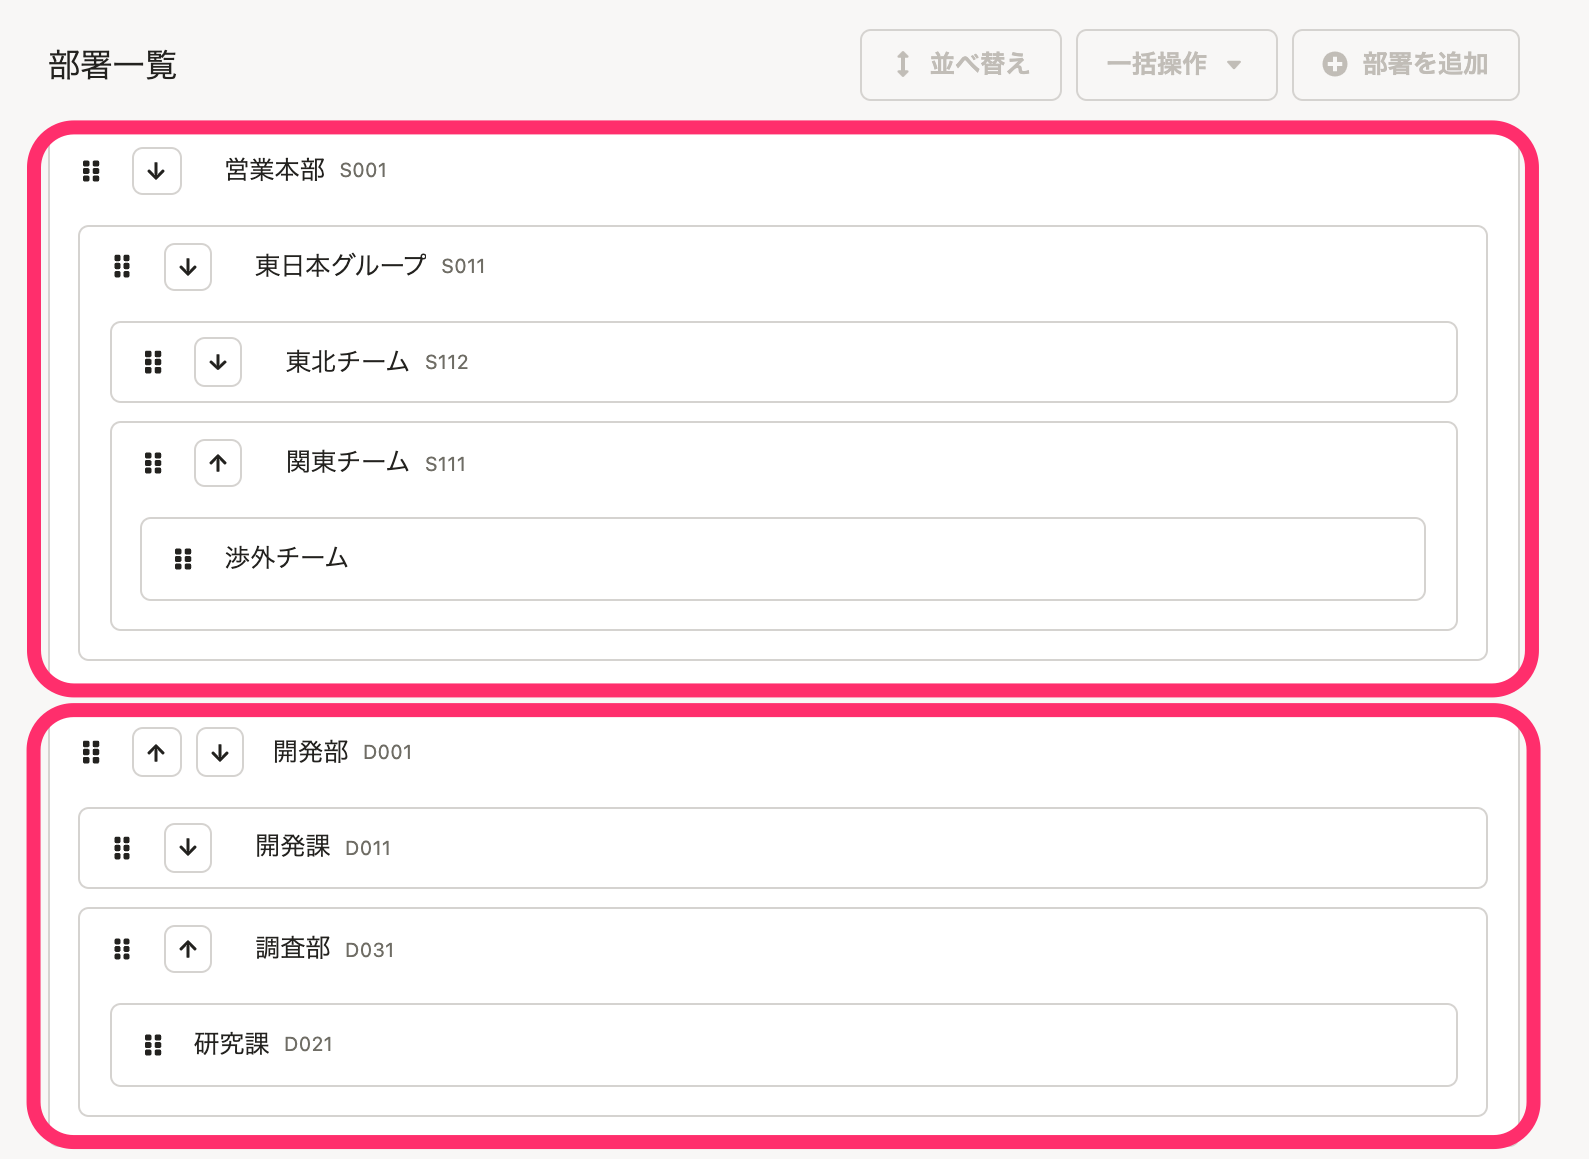 部署一覧
並べ替え 一括操作 部署を追加
営業本部 S001
東日本グループ S011
東北チーム S112
関東チーム S111
渉外チーム
開発部 D001
開発課 D011
調査部 D031
研究課 D021